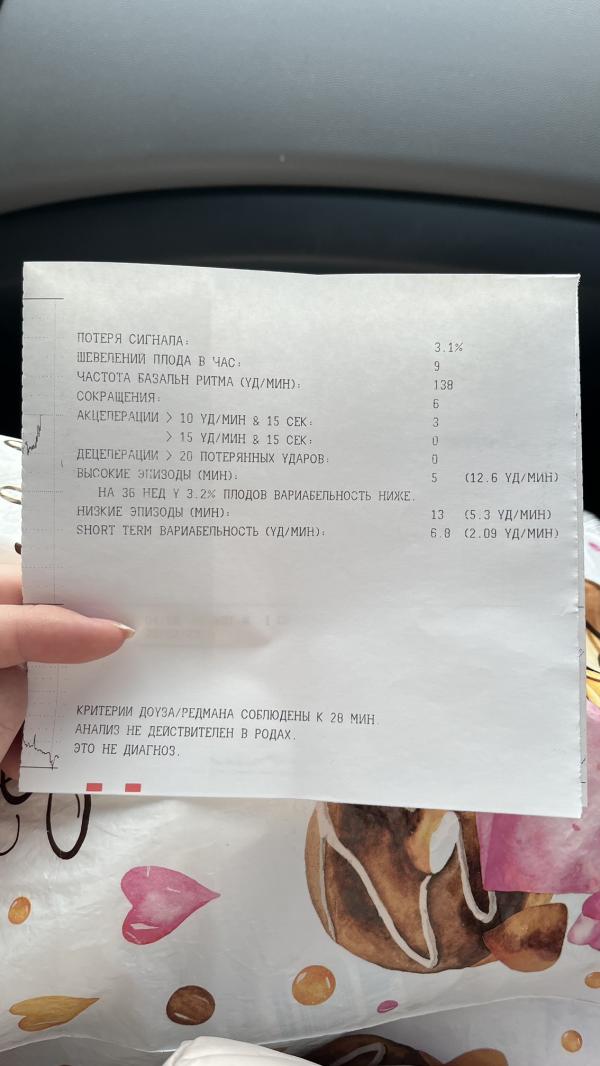 ПОТЕРЯ СИГНАЛА: 3.1%
ШЕВЕЛЕНИЙ ПЛОДА В ЧАС: 9
ЧАСТОТА БАЗАЛЬН РИТМА (УД/МИН): 138
СОКРАЩЕНИЯ: 6
АКЦЕЛЕРАЦИИ > 10 УД/МИН & 15 СЕК: 3
> 15 УД/МИН & 15 СЕК: 0
ДЕЦЕЛЕРАЦИИ > 20 ПОТЕРЯННЫХ УДАРОВ: 0
ВЫСОКИЕ ЭПИЗОДЫ (МИН): 5 (12.6 УД/МИН)
НА 36 НЕД У 3.2% ПЛОДОВ ВАРИАБЕЛЬНОСТЬ НИЖЕ.
НИЗКИЕ ЭПИЗОДЫ (МИН): 13 (5.3 УД/МИН)
SHORT TERM ВАРИАБЕЛЬНОСТЬ (УД/МИН): 6.8 (2.09 УД/МИН)
КРИТЕРИИ ДОУЗА/РЕДМАНА СОБЛЮДЕНЫ К 28 МИН.
АНАЛИЗ НЕ ДЕЙСТВИТЕЛЕН В РОДАХ.
ЭТО НЕ ДИАГНОЗ.